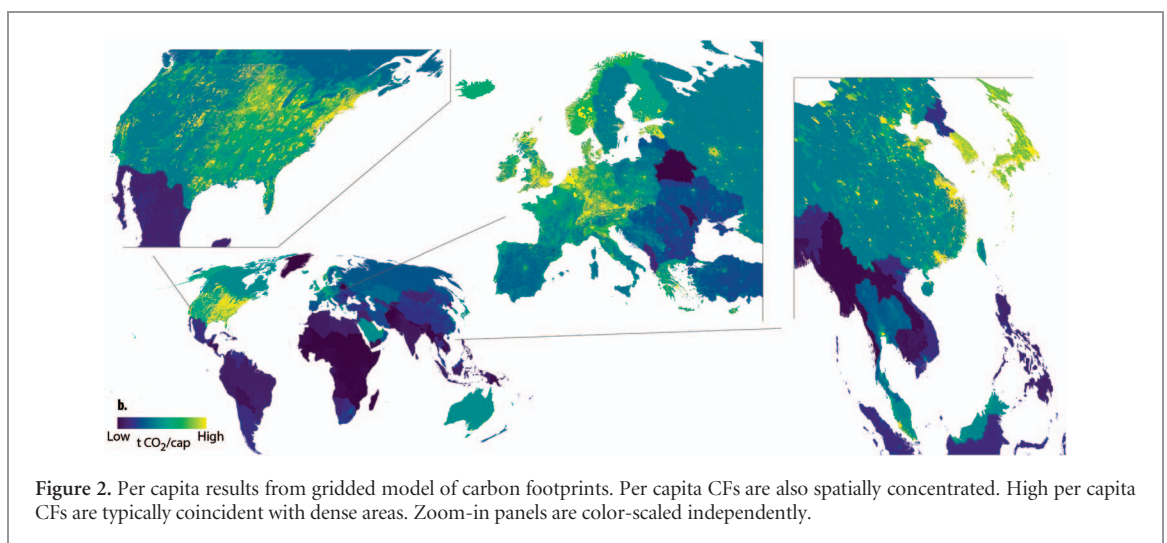 b.
Low t CO₂/cap High
Figure 2. Per capita results from gridded model of carbon footprints. Per capita CFs are also spatially concentrated. High per capita
CFs are typically coincident with dense areas. Zoom-in panels are color-scaled independently.